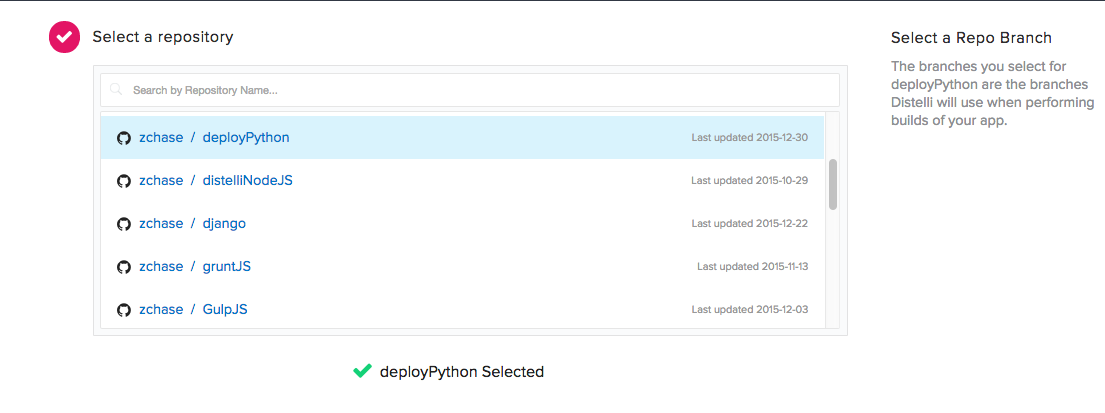 Select a repository
Search by Repository Name...
zchase / deployPython Last updated 2015-12-30
zchase / distelliNodeJS Last updated 2015-10-29
zchase / django Last updated 2015-12-22
zchase / gruntJS Last updated 2015-11-13
zchase / GulpJS Last updated 2015-12-03
deployPython Selected
Select a Repo Branch
The branches you select for
deployPython are the branches
Distelli will use when performing
builds of your app.